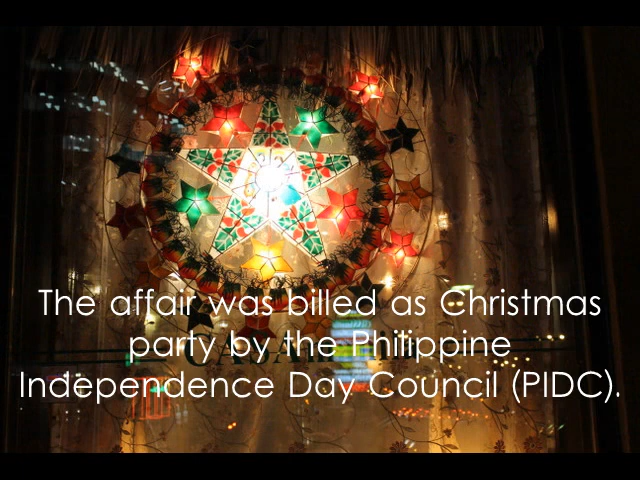 The affair was billed as Christmas
party by the Philippine
Independence Day Council (PIDC).